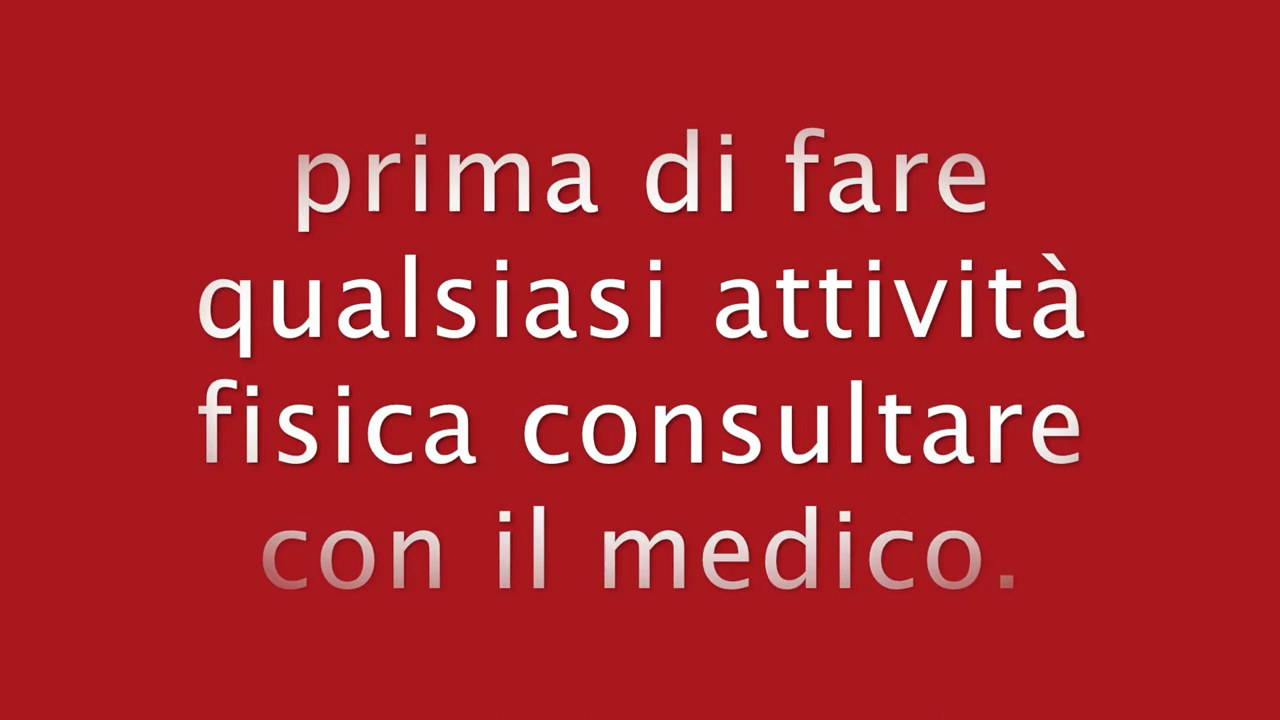 prima di fare
qualsiasi attività
fisica consultare
con il medico.